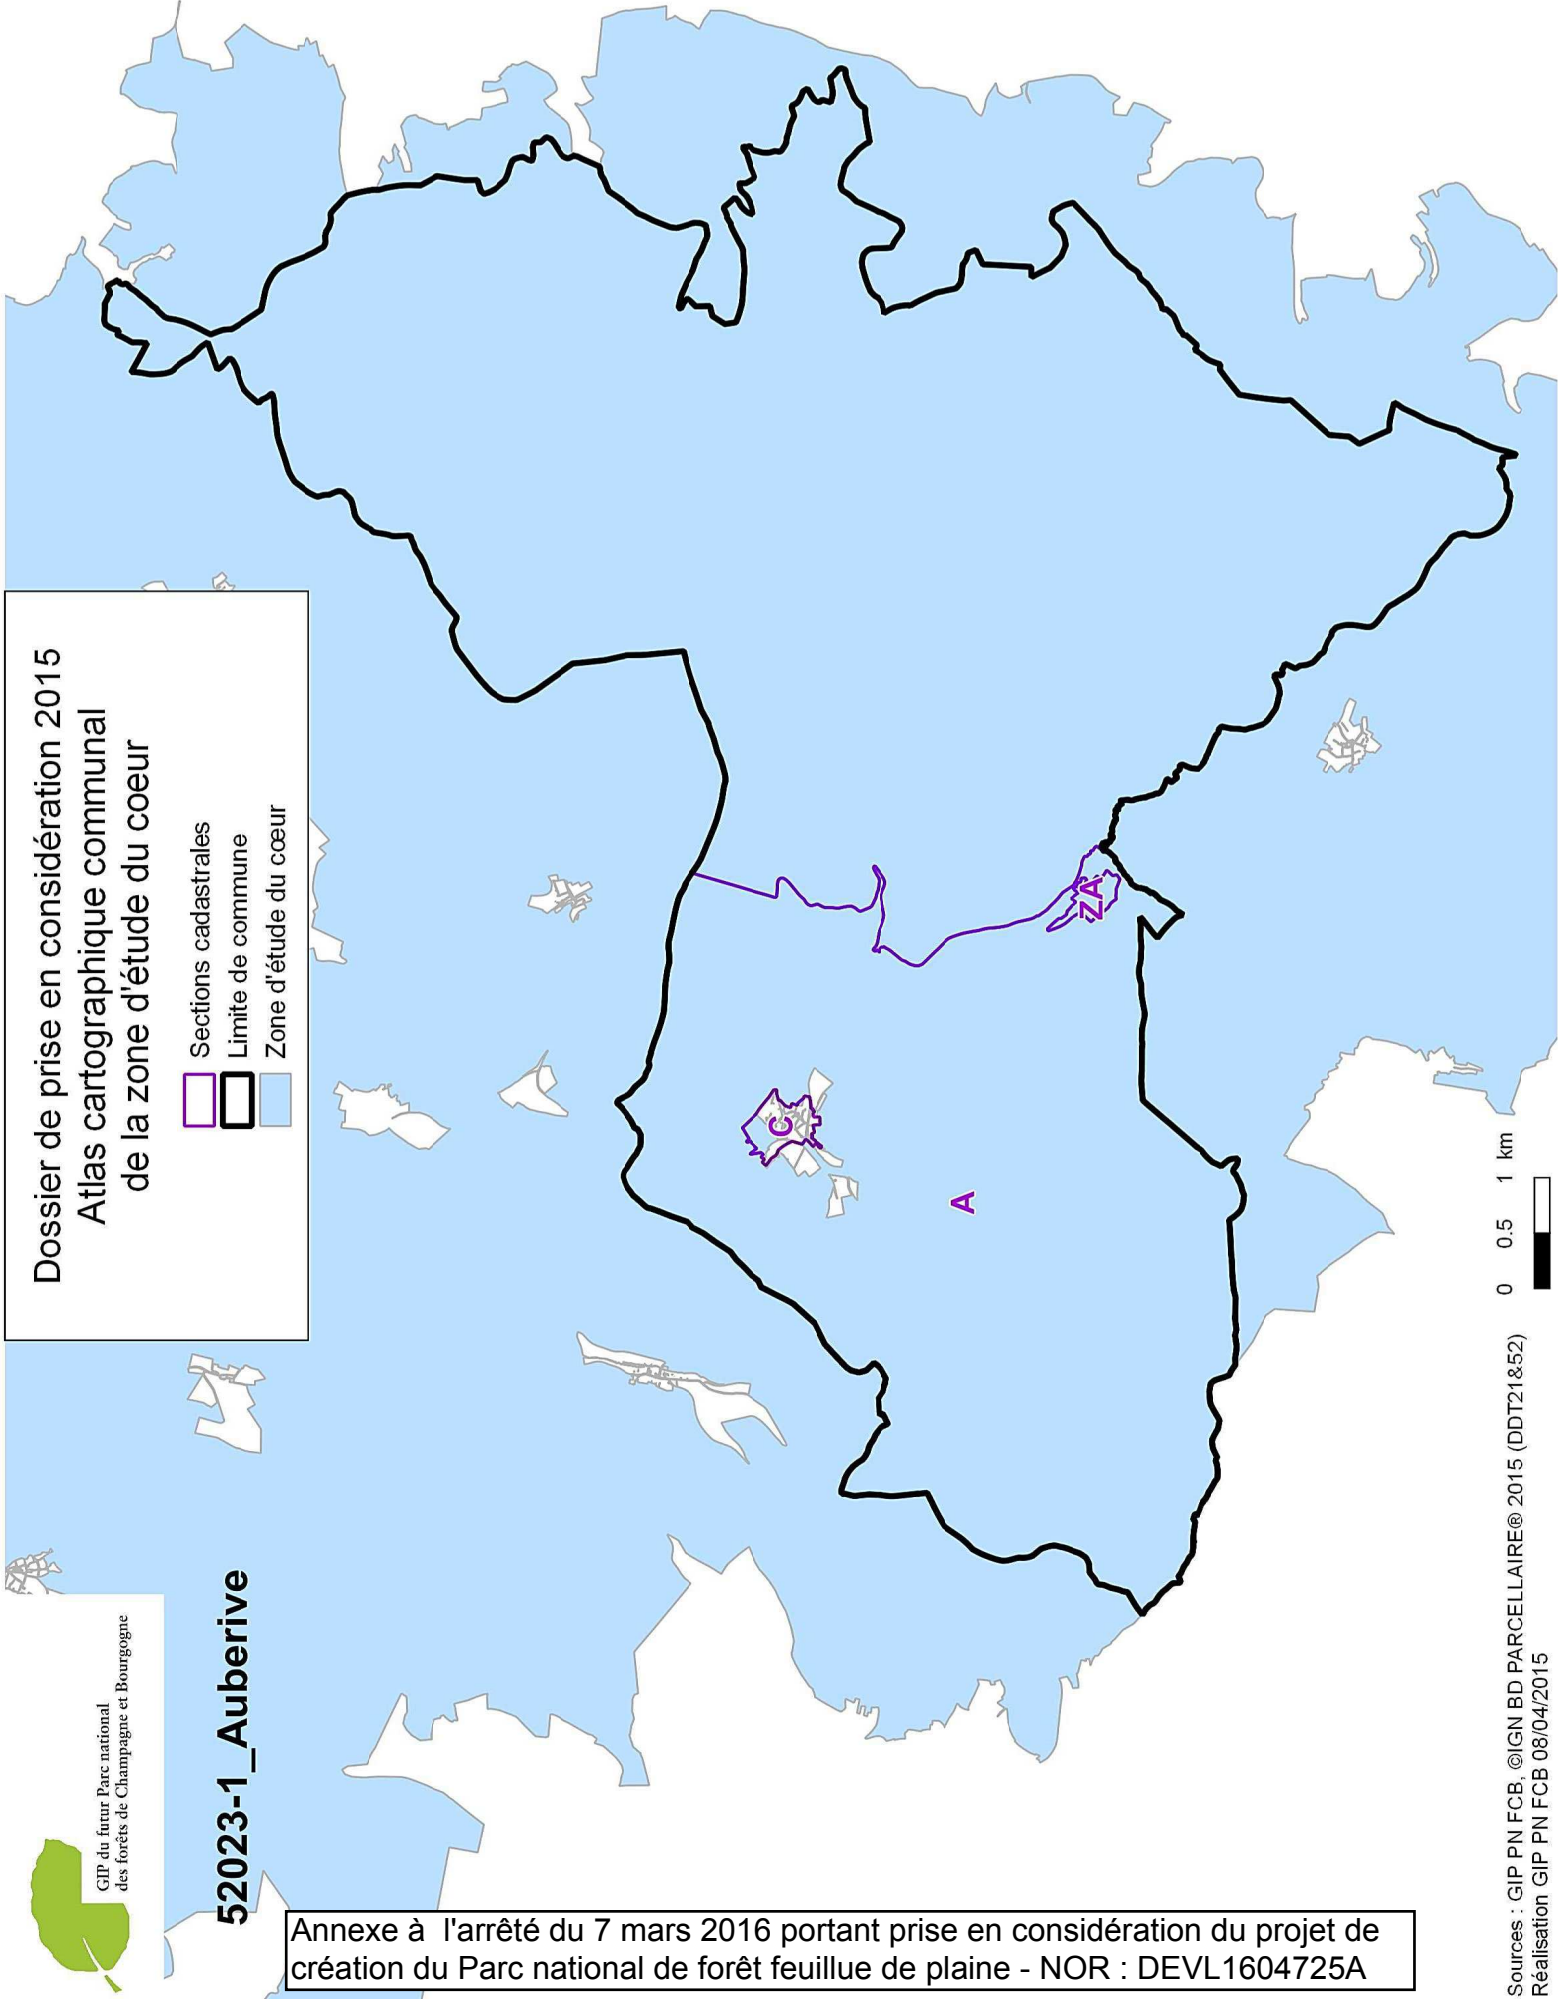 GIP du futur Parc national
des forêts de Champagne et Bourgogne
52023-1_Auberive
Dossier de prise en considération 2015
Atlas cartographique communal
de la zone d'étude du coeur
Sections cadastrales
Limite de commune
Zone d'étude du cœur
C
A
ZA
0 0.5 1 km
Sources : GIP PN FCB, ©IGN BD PARCELLAIRE® 2015 (DDT21&52)
Réalisation GIP PN FCB 08/04/2015
Annexe à l'arrêté du 7 mars 2016 portant prise en considération du projet de
création du Parc national de forêt feuillue de plaine - NOR : DEVL1604725A